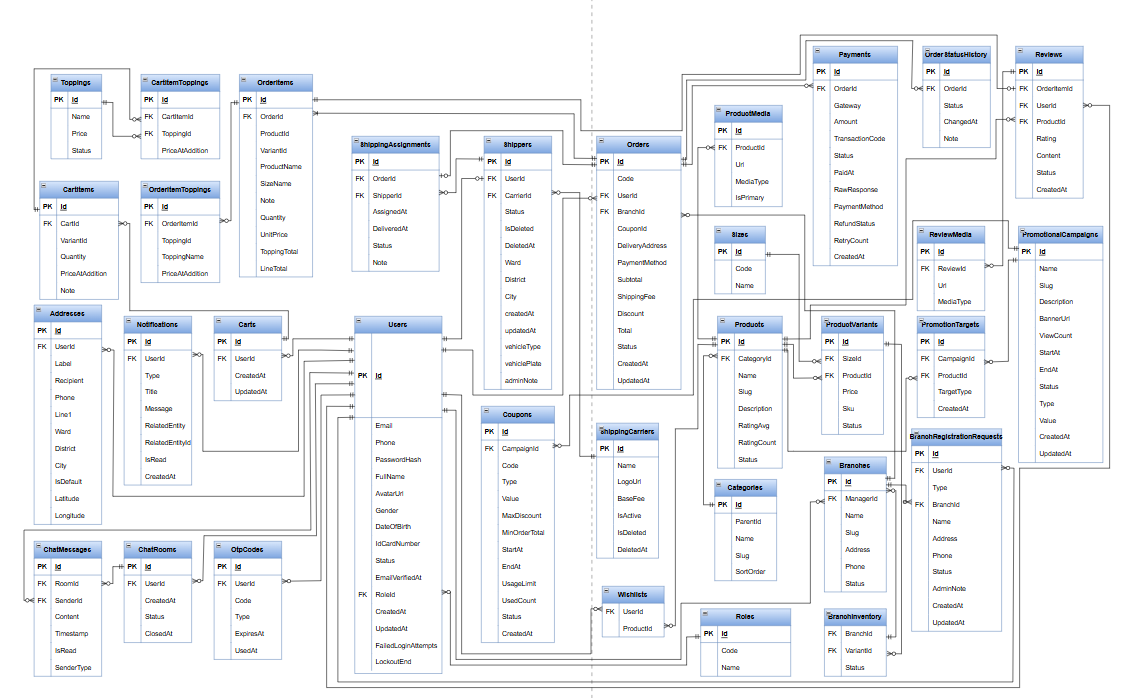 Toppings
PK Id
Name
Price
Status
CartItemToppings
PK Id
FK CartItemId
FK ToppingId
PriceAtAddition
OrderItems
PK Id
FK OrderId
ProductId
VariantId
ProductName
SizeName
Note
Quantity
UnitPrice
ToppingTotal
LineTotal
CartItems
PK Id
FK CartId
VariantId
Quantity
PriceAtAddition
Note
OrderItemToppings
PK Id
FK OrderItemId
ToppingId
ToppingName
PriceAtAddition
ShippingAssignments
PK Id
FK OrderId
FK ShipperId
AssignedAt
DeliveredAt
Status
Note
Shippers
PK Id
FK UserId
FK CarrierId
Status
IsDeleted
DeletedAt
Ward
District
City
createdAt
updatedAt
vehicleType
vehiclePlate
adminNote
Orders
PK Id
Code
FK UserId
FK BranchId
CouponId
DeliveryAddress
PaymentMethod
Subtotal
ShippingFee
Discount
Total
Status
CreatedAt
UpdatedAt
ProductMedia
PK Id
FK ProductId
Url
MediaType
IsPrimary
Payments
PK Id
FK OrderId
Gateway
Amount
TransactionCode
Status
PaidAt
RawResponse
PaymentMethod
RefundStatus
RetryCount
CreatedAt
OrderStatusHistory
PK Id
FK OrderId
Status
ChangedAt
Note
Reviews
PK Id
FK OrderItemId
FK UserId
FK ProductId
Rating
Content
Status
CreatedAt
Sizes
PK Id
Code
Name
ReviewMedia
PK Id
FK ReviewId
Url
MediaType
PromotionalCampaigns
PK Id
Name
Slug
Description
BannerUrl
ViewCount
StartAt
EndAt
Status
Type
Value
CreatedAt
UpdatedAt
Addresses
PK Id
FK UserId
Label
Recipient
Phone
Line1
Ward
District
City
IsDefault
Latitude
Longitude
Notifications
PK Id
FK UserId
Type
Title
Message
RelatedEntity
RelatedEntityId
IsRead
CreatedAt
Carts
PK Id
FK UserId
CreatedAt
UpdatedAt
Users
PK Id
Email
Phone
PasswordHash
FullName
AvatarUrl
Gender
DateOfBirth
IdCardNumber
Status
EmailVerifiedAt
FK RoleId
CreatedAt
UpdatedAt
FailedLoginAttempts
LockoutEnd
Products
PK Id
FK CategoryId
Name
Slug
Description
RatingAvg
RatingCount
Status
ProductVariants
PK Id
FK SizeId
FK ProductId
Price
Sku
Status
PromotionTargets
PK Id
FK CampaignId
FK ProductId
TargetType
CreatedAt
Coupons
PK Id
FK CampaignId
Code
Type
Value
MaxDiscount
MinOrderTotal
StartAt
EndAt
UsageLimit
UsedCount
Status
CreatedAt
ShippingCarriers
PK Id
Name
LogoUrl
BaseFee
IsActive
IsDeleted
DeletedAt
Categories
PK Id
ParentId
Name
Slug
SortOrder
Branches
PK Id
FK ManagerId
Name
Slug
Address
Phone
Status
BranchRegistrationRequests
PK Id
FK UserId
Type
FK BranchId
Name
Address
Phone
Status
AdminNote
CreatedAt
UpdatedAt
ChatMessages
PK Id
FK RoomId
FK SenderId
Content
Timestamp
IsRead
SenderType
ChatRooms
PK Id
FK UserId
CreatedAt
Status
ClosedAt
OtpCodes
PK Id
FK UserId
Code
Type
ExpiresAt
UsedAt
Wishlists
FK UserId
ProductId
Roles
PK Id
Code
Name
BranchInventory
FK BranchId
FK VariantId
Status